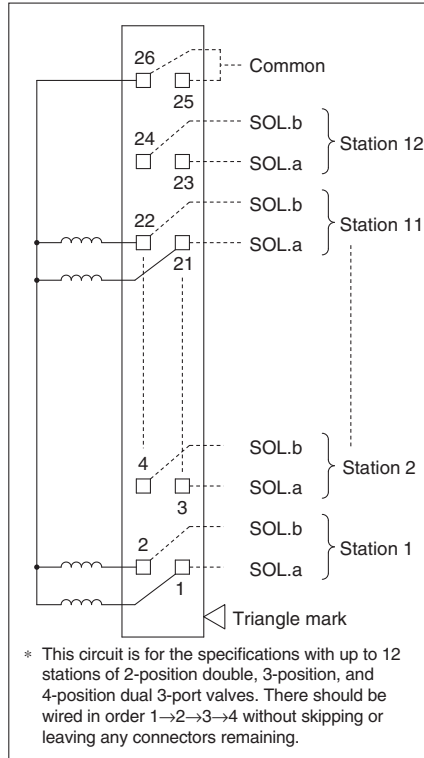 26
Common
25
SOL.b
24
Station 12
SOL.a
23
SOL.b
22
Station 11
SOL.a
21
SOL.b
4
Station 2
SOL.a
3
SOL.b
2
Station 1
SOL.a
1
Triangle mark
* This circuit is for the specifications with up to 12
stations of 2-position double, 3-position, and
4-position dual 3-port valves. There should be
wired in order 1→2→3→4 without skipping or
leaving any connectors remaining.